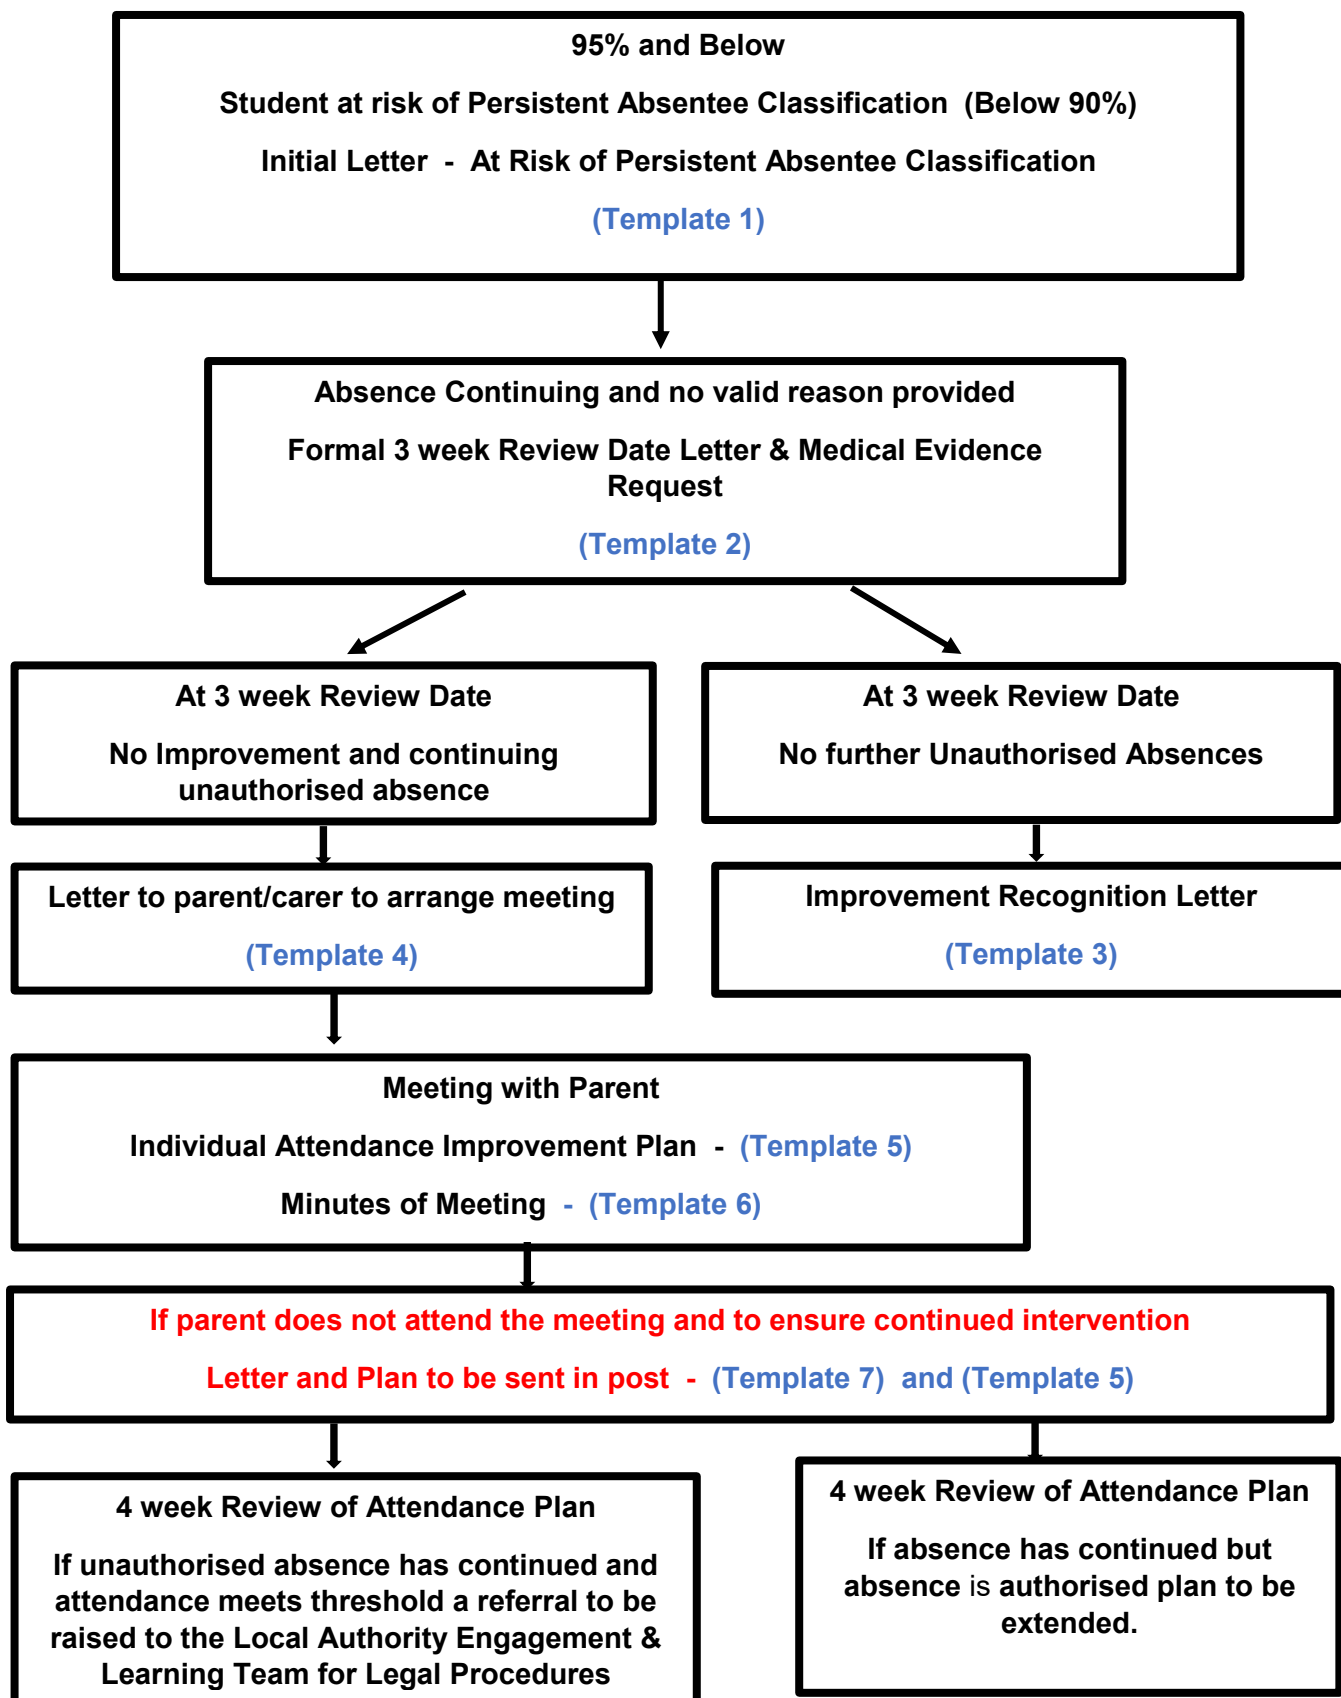 95% and Below
Student at risk of Persistent Absentee Classification (Below 90%)
Initial Letter - At Risk of Persistent Absentee Classification
(Template 1)
Absence Continuing and no valid reason provided
Formal 3 week Review Date Letter & Medical Evidence
Request
(Template 2)
At 3 week Review Date
No Improvement and continuing
unauthorised absence
At 3 week Review Date
No further Unauthorised Absences
Letter to parent/carer to arrange meeting
(Template 4)
Improvement Recognition Letter
(Template 3)
Meeting with Parent
Individual Attendance Improvement Plan - (Template 5)
Minutes of Meeting - (Template 6)
If parent does not attend the meeting and to ensure continued intervention
Letter and Plan to be sent in post - (Template 7) and (Template 5)
4 week Review of Attendance Plan
If unauthorised absence has continued and
attendance meets threshold a referral to be
raised to the Local Authority Engagement &
Learning Team for Legal Procedures
4 week Review of Attendance Plan
If absence has continued but
absence is authorised plan to be
extended.